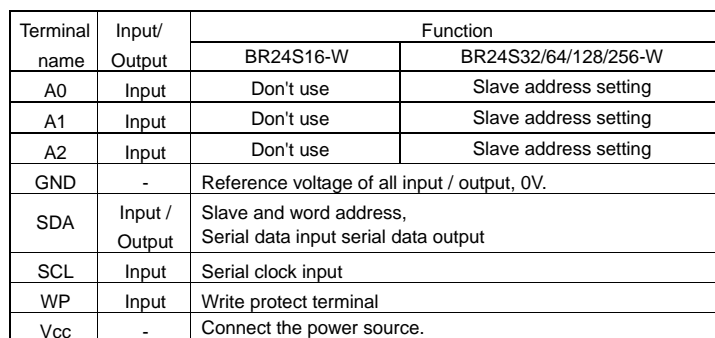 Terminal name Input/ Output Function
BR24S16-W BR24S32/64/128/256-W
A0 Input Don't use Slave address setting
A1 Input Don't use Slave address setting
A2 Input Don't use Slave address setting
GND - Reference voltage of all input / output, 0V.
SDA Input / Output Slave and word address,
Serial data input serial data output
SCL Input Serial clock input
WP Input Write protect terminal
Vcc - Connect the power source.